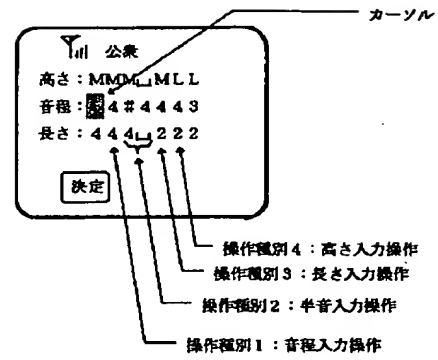 カーソル
公衆
高さ：MMM␣MLL
音程：4#4443
長さ：444␣222
決定
操作種別4：高さ入力操作
操作種別3：長さ入力操作
操作種別2：半音入力操作
操作種別1：音程入力操作